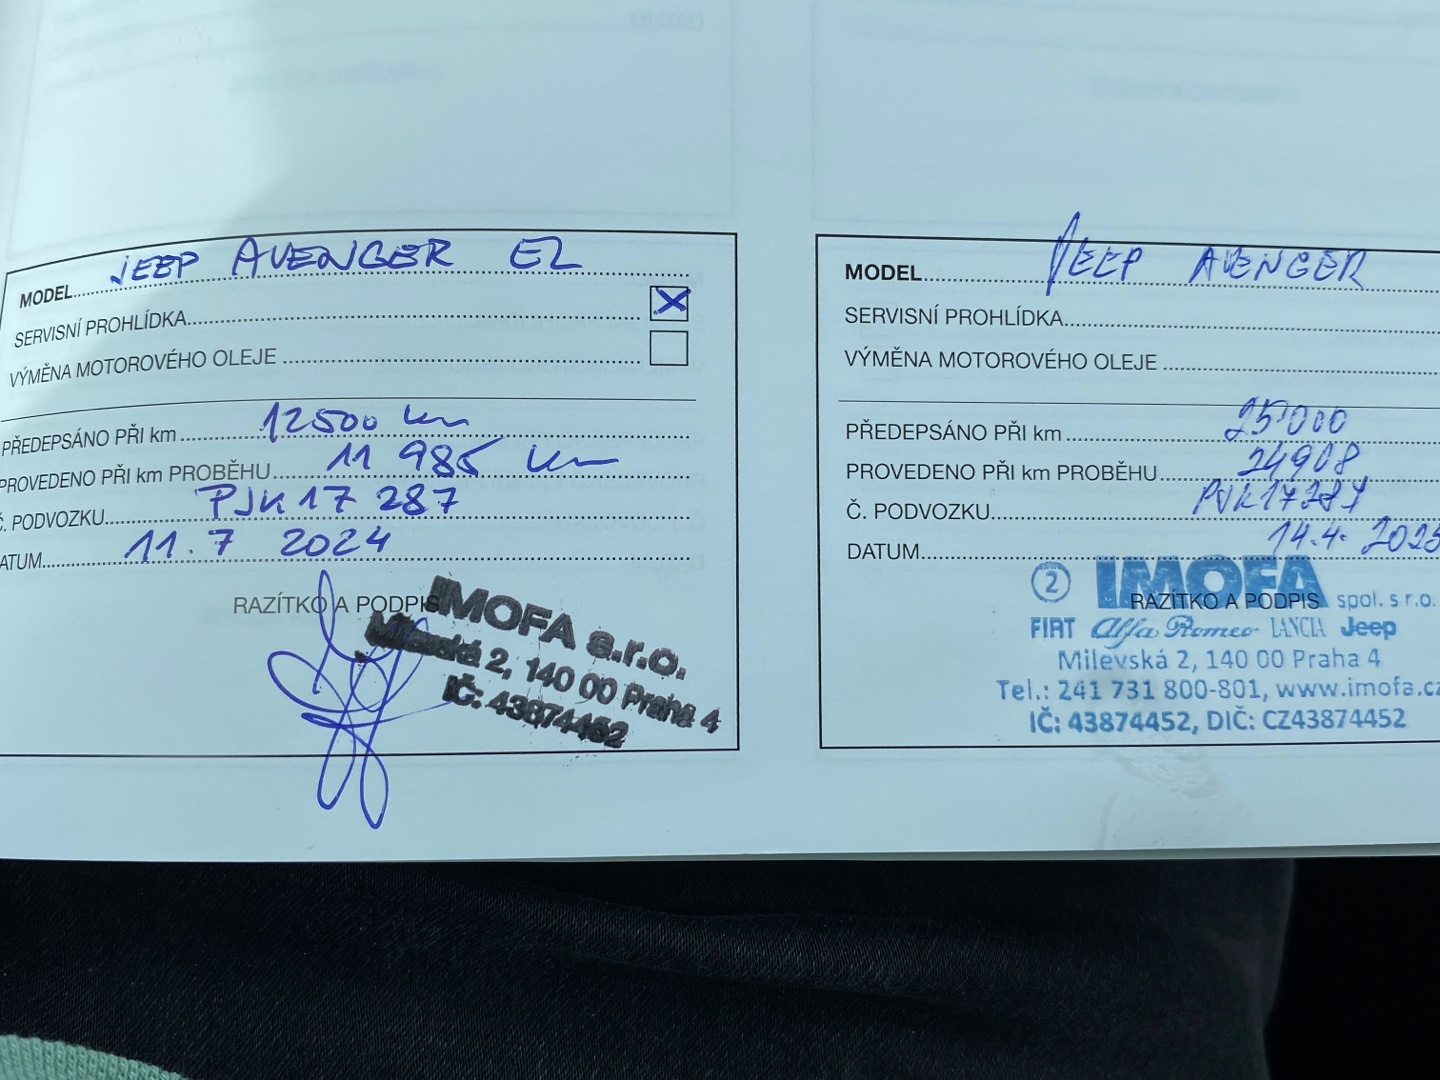 MODEL JEEP AVENGER EL
SERVISNÍ PROHLÍDKA X
VÝMĚNA MOTOROVÉHO OLEJE
PŘEDEPSÁNO PŘI km 12500 km
PROVEDENO PŘI km PROBĚHU 11 985 km
Č. PODVOZKU PJK17 287
DATUM 11.7 2024
RAZÍTKO A PODPIS
IMOFA s.r.o.
Milevská 2, 140 00 Praha 4
IČ: 43874452
MODEL JEEP AVENGER
SERVISNÍ PROHLÍDKA
VÝMĚNA MOTOROVÉHO OLEJE
PŘEDEPSÁNO PŘI km 25000
PROVEDENO PŘI km PROBĚHU 24908
Č. PODVOZKU PJK17287
DATUM 14.4. 2025
RAZÍTKO A PODPIS
2 IMOFA spol. s r.o.
FIAT Alfa Romeo LANCIA Jeep
Milevská 2, 140 00 Praha 4
Tel.: 241 731 800-801, www.imofa.cz
IČ: 43874452, DIČ: CZ43874452